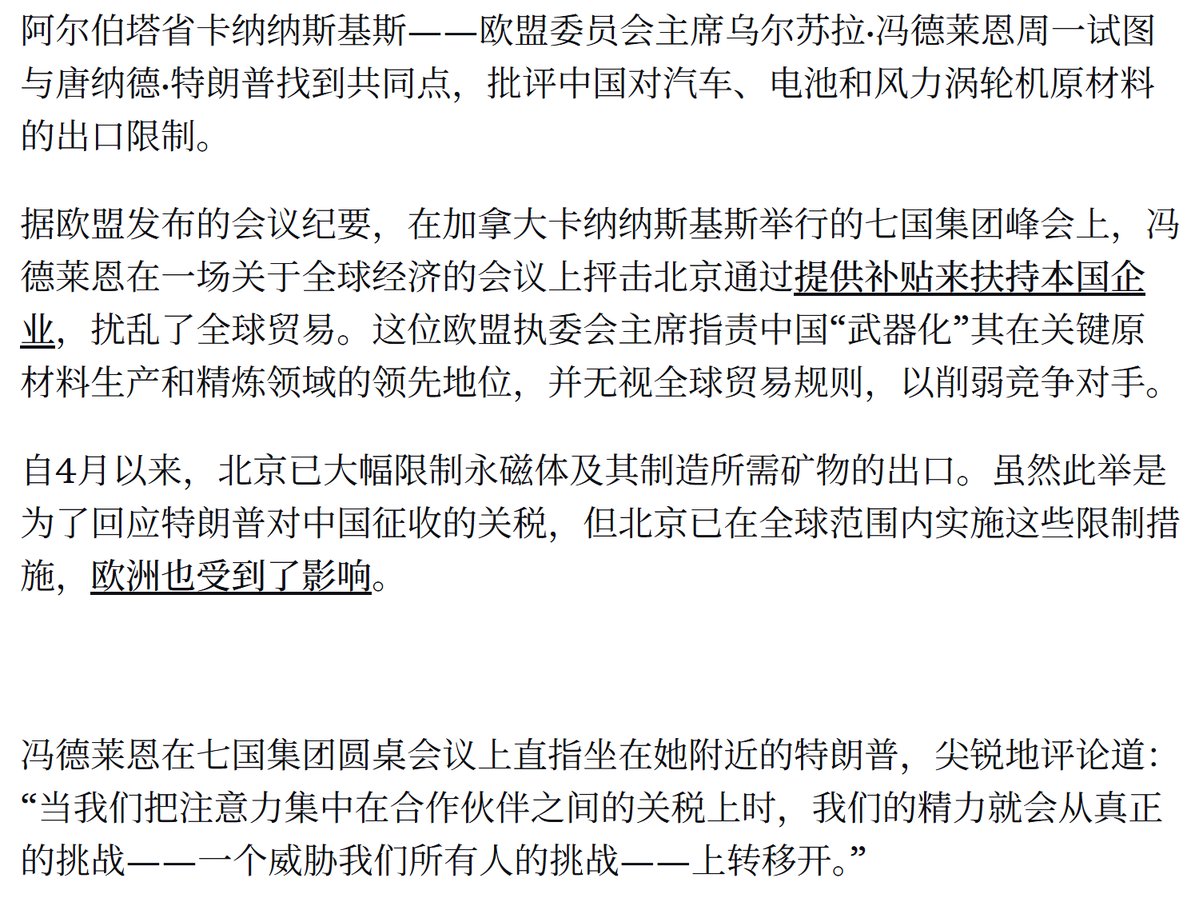 阿尔伯塔省卡纳纳斯基斯——欧盟委员会主席乌尔苏拉·冯德莱恩周一试图
与唐纳德·特朗普找到共同点，批评中国对汽车、电池和风力涡轮机原材料
的出口限制。
据欧盟发布的会议纪要，在加拿大卡纳纳斯基斯举行的七国集团峰会上，冯
德莱恩在一场关于全球经济的会议上抨击北京通过提供补贴来扶持本国企
业，扰乱了全球贸易。这位欧盟执委会主席指责中国“武器化”其在关键原
材料生产和精炼领域的领先地位，并无视全球贸易规则，以削弱竞争对手。
自4月以来，北京已大幅限制永磁体及其制造所需矿物的出口。虽然此举是
为了回应特朗普对中国征收的关税，但北京已在全球范围内实施这些限制措
施，欧洲也受到了影响。
冯德莱恩在七国集团圆桌会议上直指坐在她附近的特朗普，尖锐地评论道：
“当我们把注意力集中在合作伙伴之间的关税上时，我们的精力就会从真正
的挑战——一个威胁我们所有人的挑战——上转移开。”